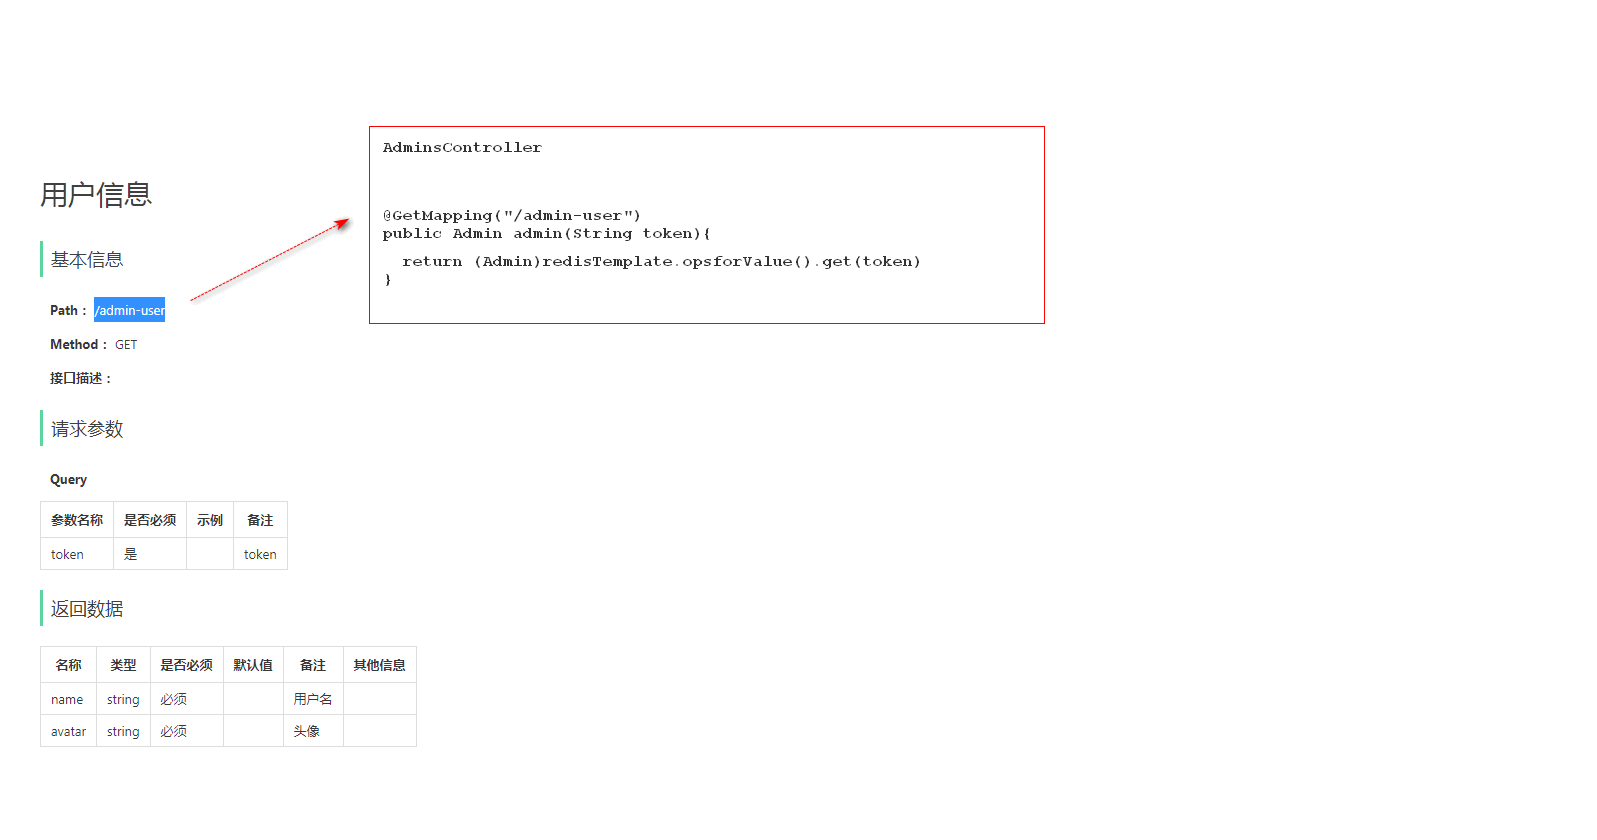 AdminsController
@GetMapping("/admin-user")
public Admin admin(String token){
return (Admin)redisTemplate.opsforValue().get(token)
}
用户信息
基本信息
Path： /admin-user
Method： GET
接口描述：
请求参数
Query
参数名称 是否必须 示例 备注
token 是 token
返回数据
名称 类型 是否必须 默认值 备注 其他信息
name string 必须 用户名
avatar string 必须 头像